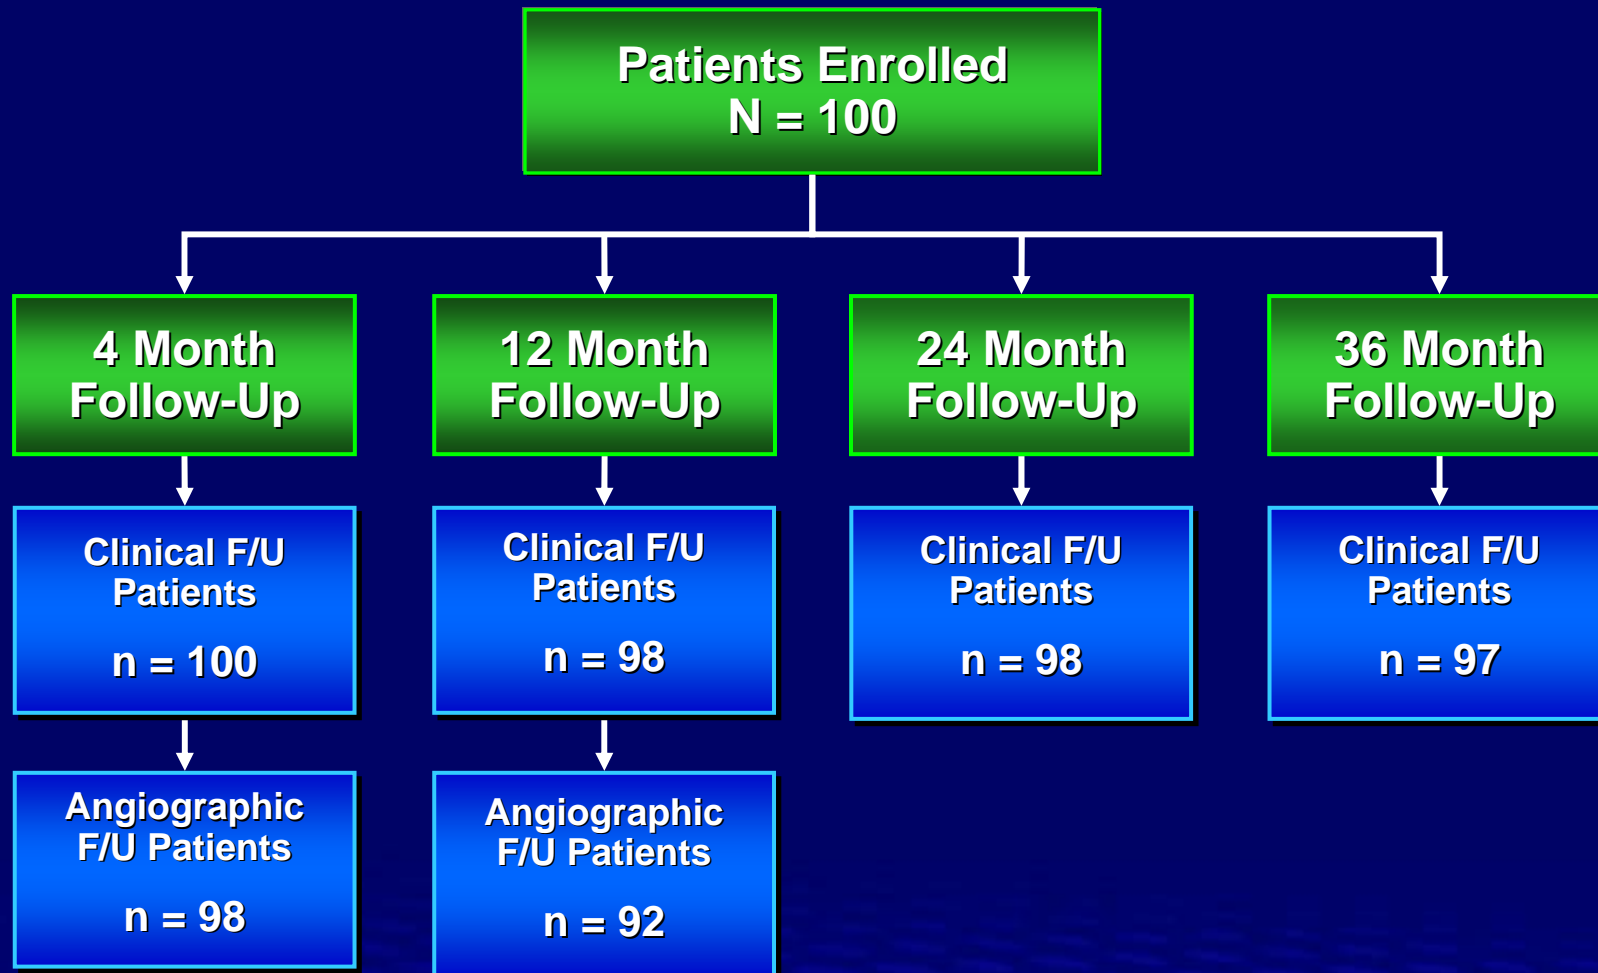 Patients Enrolled
N = 100
4 Month
Follow-Up
12 Month
Follow-Up
24 Month
Follow-Up
36 Month
Follow-Up
Clinical F/U
Patients
n = 100
Clinical F/U
Patients
n = 98
Clinical F/U
Patients
n = 98
Clinical F/U
Patients
n = 97
Angiographic
F/U Patients
n = 98
Angiographic
F/U Patients
n = 92